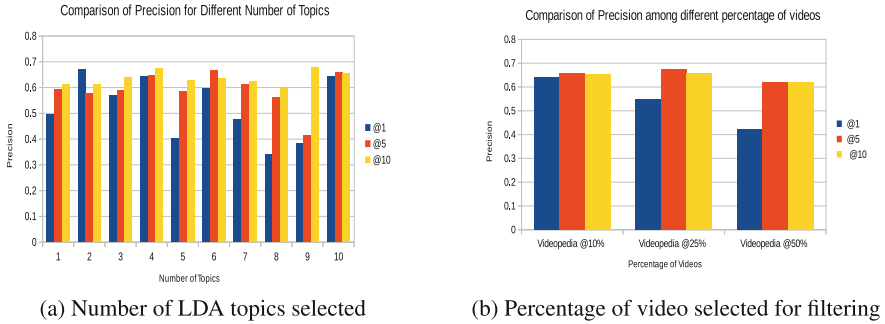 Comparison of Precision for Different Number of Topics
0.8
0.7
0.6
0.5
0.4
0.3
0.2
0.1
0
Precision
1 2 3 4 5 6 7 8 9 10
Number of Topics
@1
@5
@10
(a) Number of LDA topics selected
Comparison of Precision among different percentage of videos
0.8
0.7
0.6
0.5
0.4
0.3
0.2
0.1
0
Precision
Videopedia @10% Videopedia @25% Videopedia @50%
Percentage of Videos
@1
@5
@10
(b) Percentage of video selected for filtering